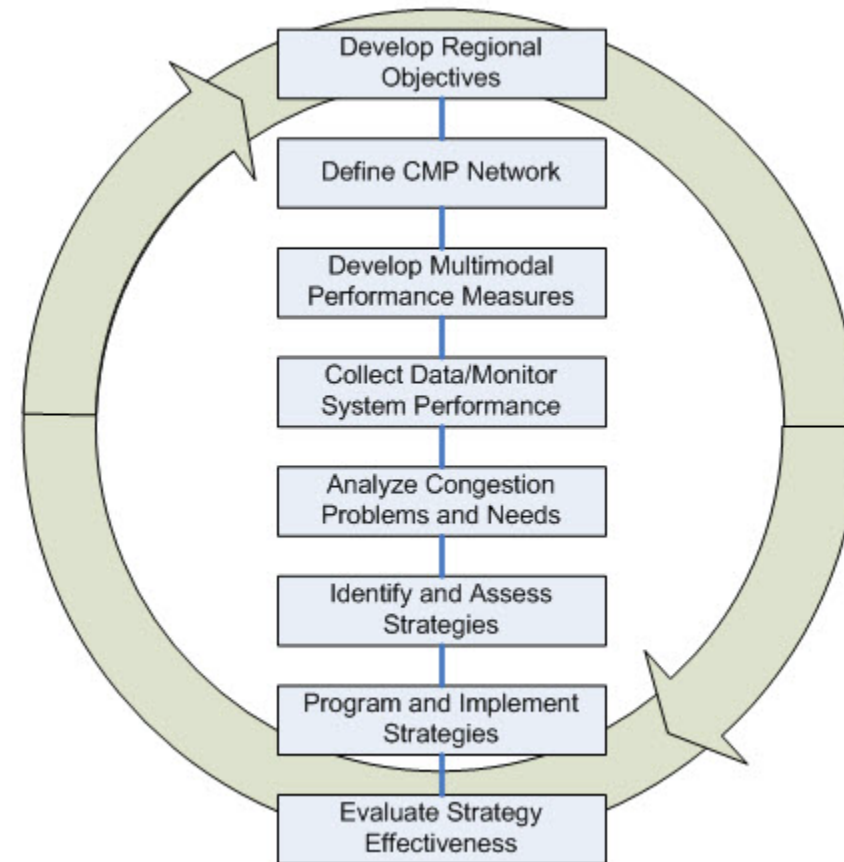 Develop Regional
Objectives
Define CMP Network
Develop Multimodal
Performance Measures
Collect Data/Monitor
System Performance
Analyze Congestion
Problems and Needs
Identify and Assess
Strategies
Program and Implement
Strategies
Evaluate Strategy
Effectiveness